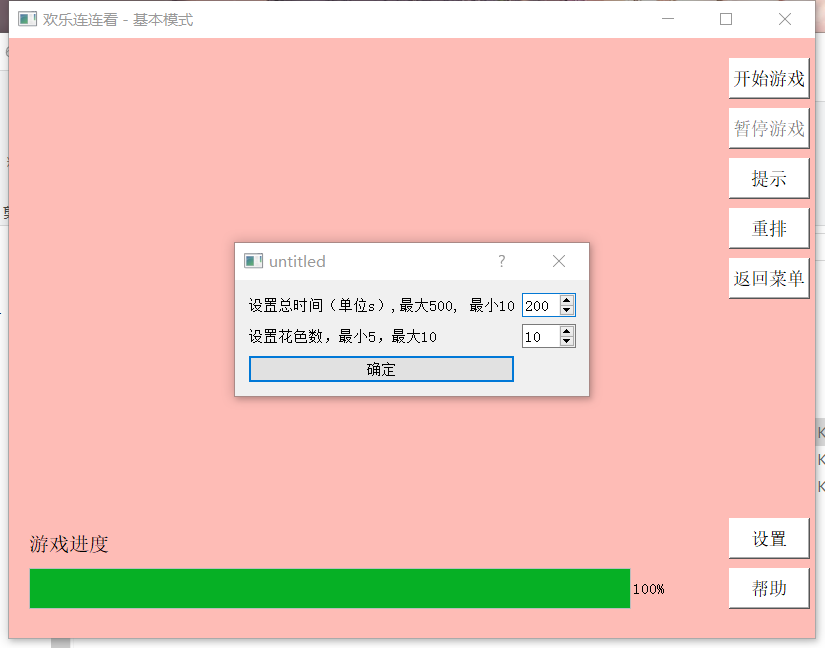 欢乐连连看 - 基本模式
开始游戏
暂停游戏
提示
重排
返回菜单
untitled
设置总时间（单位s）,最大500, 最小10 200
设置花色数，最小5，最大10 10
确定
游戏进度
100%
设置
帮助
K
K
K